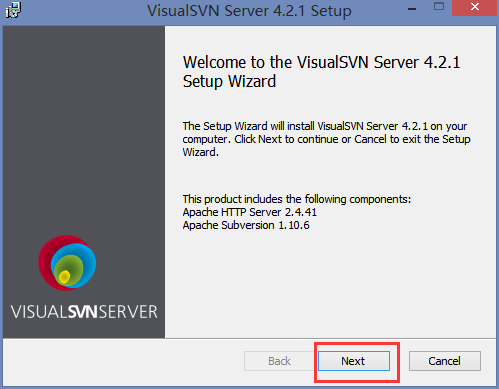 VisualSVN Server 4.2.1 Setup
Welcome to the VisualSVN Server 4.2.1
Setup Wizard
The Setup Wizard will install VisualSVN Server 4.2.1 on your
computer. Click Next to continue or Cancel to exit the Setup
Wizard.
This product includes the following components:
Apache HTTP Server 2.4.41
Apache Subversion 1.10.6
VISUALSVNSERVER
Back
Next
Cancel